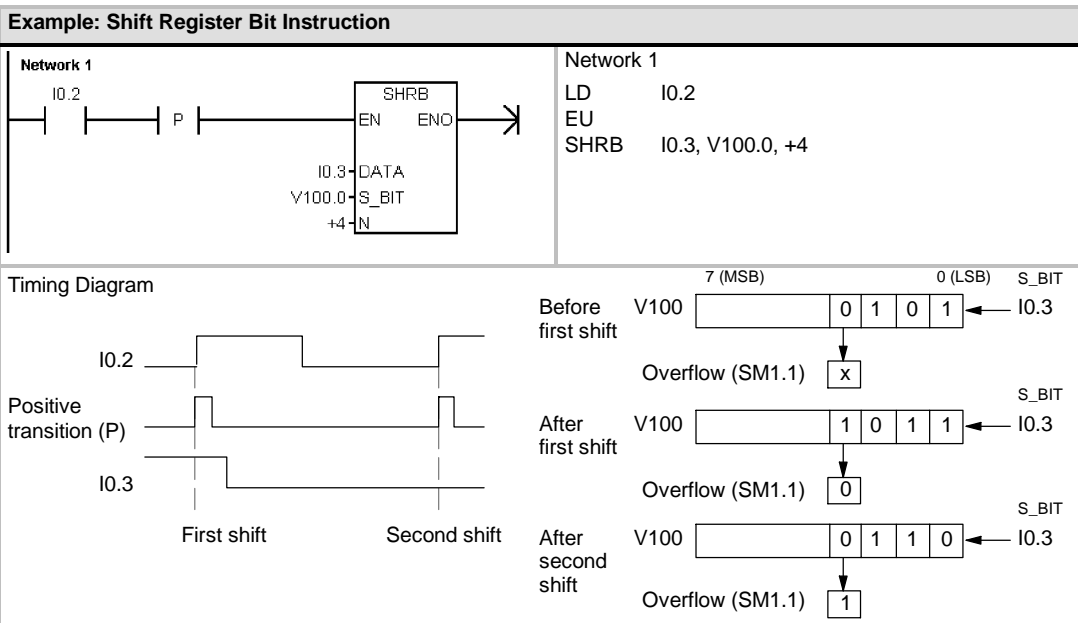 Example: Shift Register Bit Instruction
Network 1
I0.2
P
SHRB
EN ENO
I0.3 DATA
V100.0 S_BIT
+4 N
Network 1
LD I0.2
EU
SHRB I0.3, V100.0, +4
Timing Diagram
I0.2
Positive
transition (P)
I0.3
First shift Second shift
7 (MSB) 0 (LSB) S_BIT
Before
first shift
V100 0 1 0 1 I0.3
Overflow (SM1.1) x
S_BIT
After
first shift
V100 1 0 1 1 I0.3
Overflow (SM1.1) 0
S_BIT
After
second
shift
V100 0 1 1 0 I0.3
Overflow (SM1.1) 1